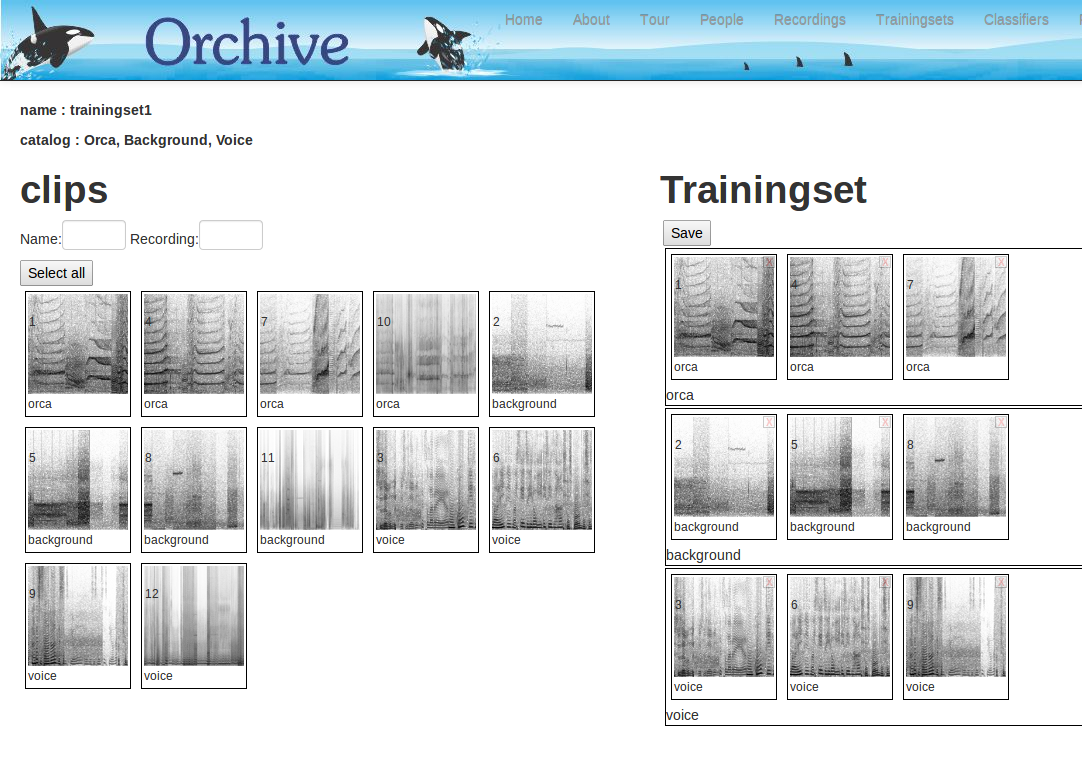 Orchive
Home About Tour People Recordings Trainingsets Classifiers
name : trainingset1
catalog : Orca, Background, Voice
clips
Name: Recording:
Select all
1 4 7 10 2
orca orca orca orca background
5 8 11 3 6
background background background voice voice
9 12
voice voice
Trainingset
Save
X X X
1 4 7
orca orca orca
orca
X X X
2 5 8
background background background
background
X X X
3 6 9
voice voice voice
voice